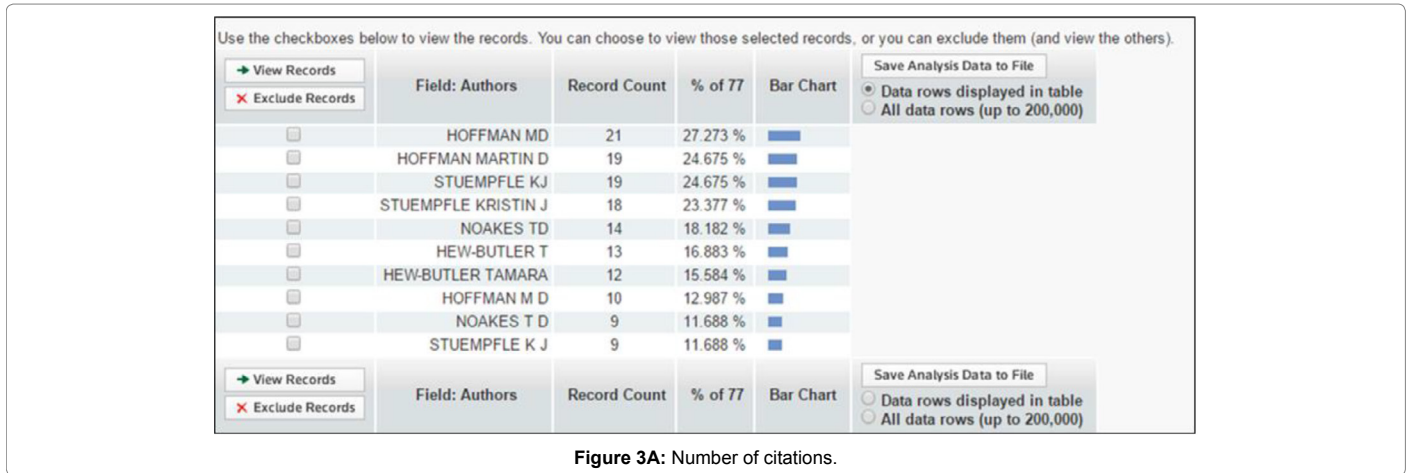 Use the checkboxes below to view the records. You can choose to view those selected records, or you can exclude them (and view the others).
View Records
Exclude Records
Field: Authors
Record Count
% of 77
Bar Chart
Save Analysis Data to File
Data rows displayed in table
All data rows (up to 200,000)
HOFFMAN MD 21 27.273 %
HOFFMAN MARTIN D 19 24.675 %
STUEMPFLE KJ 19 24.675 %
STUEMPFLE KRISTIN J 18 23.377 %
NOAKES TD 14 18.182 %
HEW-BUTLER T 13 16.883 %
HEW-BUTLER TAMARA 12 15.584 %
HOFFMAN M D 10 12.987 %
NOAKES T D 9 11.688 %
STUEMPFLE K J 9 11.688 %
View Records
Exclude Records
Field: Authors
Record Count
% of 77
Bar Chart
Save Analysis Data to File
Data rows displayed in table
All data rows (up to 200,000)
Figure 3A: Number of citations.